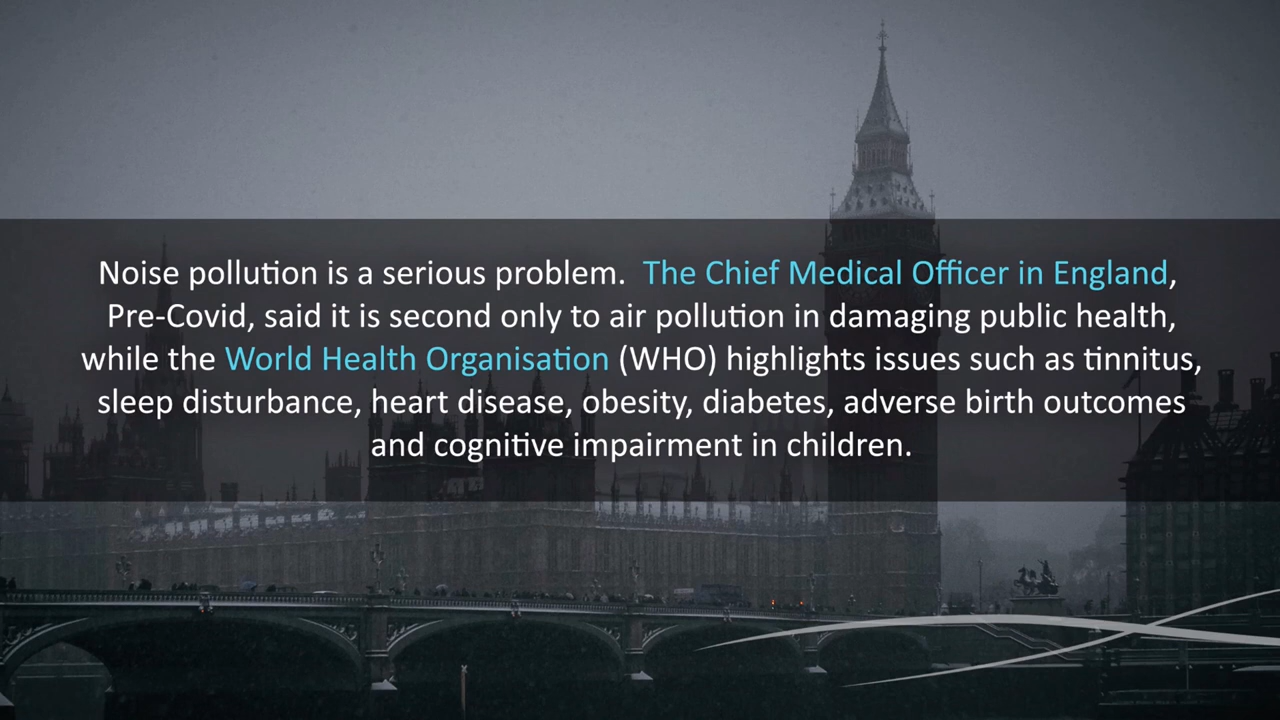 Noise pollution is a serious problem.  The Chief Medical Officer in England,
Pre-Covid, said it is second only to air pollution in damaging public health,
while the World Health Organisation (WHO) highlights issues such as tinnitus,
sleep disturbance, heart disease, obesity, diabetes, adverse birth outcomes
and cognitive impairment in children.